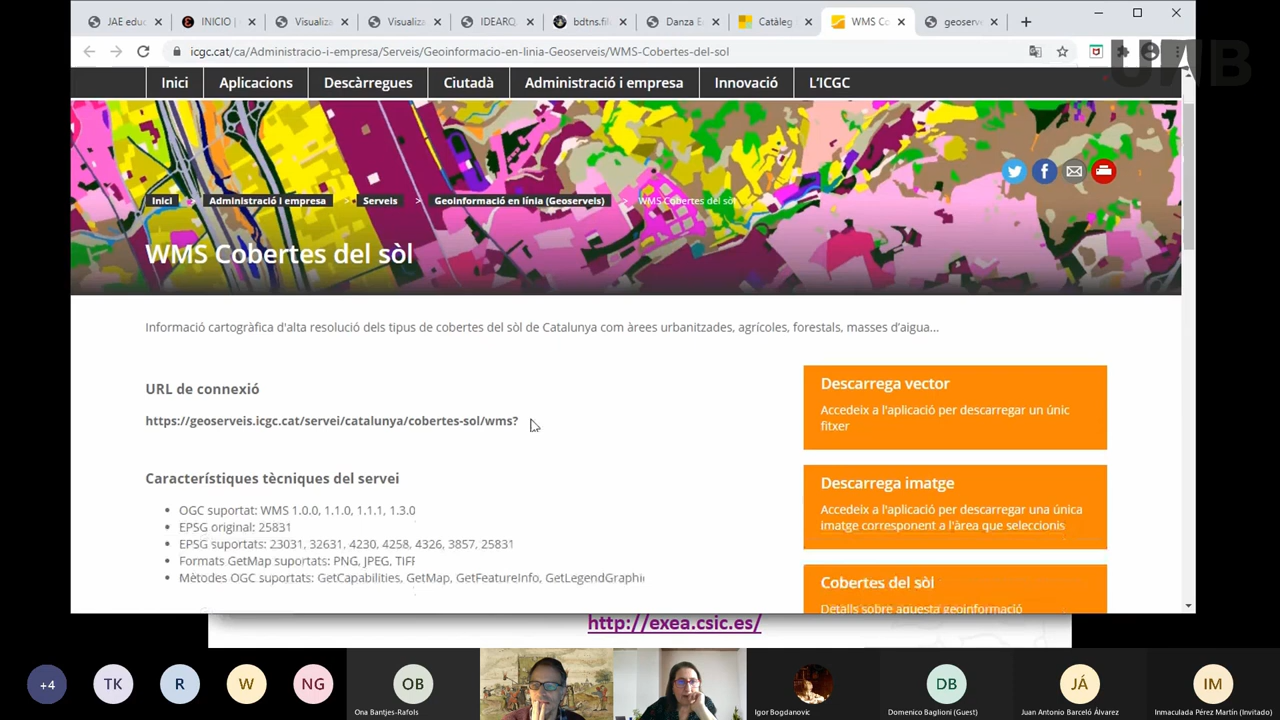 JAE educ
INICIO |
Visualiza
Visualiza
IDEARQ
bdtns.fil
Danza E
Catàleg
WMS Co
geoserv
icgc.cat/ca/Administracio-i-empresa/Serveis/Geoinformacio-en-linia-Geoserveis/WMS-Cobertes-del-sol
UAB
Inici
Aplicacions
Descàrregues
Ciutadà
Administració i empresa
Innovació
L'ICGC
Inici > Administració i empresa > Serveis > Geoinformació en línia (Geoserveis) > WMS Cobertes del sòl
WMS Cobertes del sòl
Informació cartogràfica d'alta resolució dels tipus de cobertes del sòl de Catalunya com àrees urbanitzades, agrícoles, forestals, masses d'aigua...
URL de connexió
https://geoserveis.icgc.cat/servei/catalunya/cobertes-sol/wms?
Característiques tècniques del servei
OGC suportat: WMS 1.0.0, 1.1.0, 1.1.1, 1.3.0
EPSG original: 25831
EPSG suportats: 23031, 32631, 4230, 4258, 4326, 3857, 25831
Formats GetMap suportats: PNG, JPEG, TIFF
Mètodes OGC suportats: GetCapabilities, GetMap, GetFeatureInfo, GetLegendGraphi
Descarrega vector
Accedeix a l'aplicació per descarregar un únic
fitxer
Descarrega imatge
Accedeix a l'aplicació per descarregar una única
imatge corresponent a l'àrea que seleccionis
Cobertes del sòl
Detalls sobre aquesta geoinformació
http://exea.csic.es/
+4
TK
R
W
NG
OB
DB
JÁ
IM
Ona Bantjes-Rafols
Igor Bogdanovic
Domenico Baglioni (Guest)
Juan Antonio Barceló Álvarez
Inmaculada Pérez Martín (Invitado)